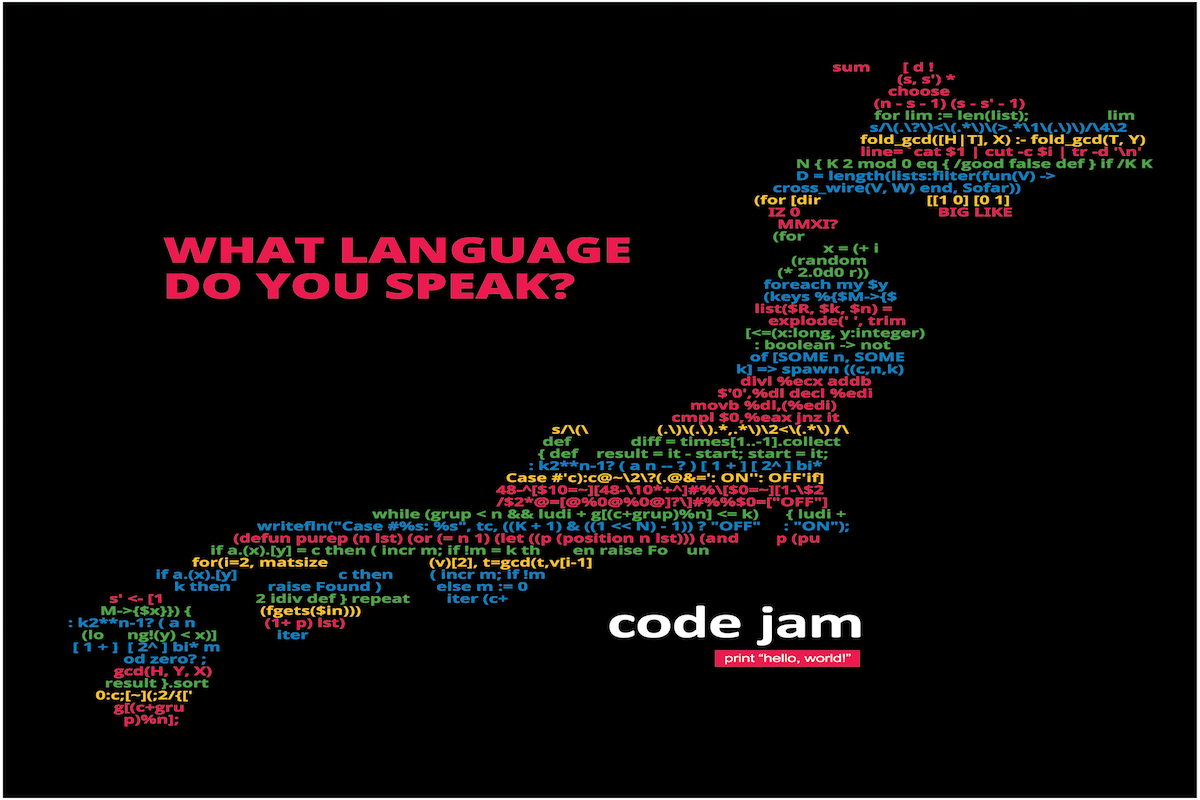 sum [ d !
(s, s') *
choose
(n - s - 1) (s - s' - 1)
for lim := len(list); lim
s/\(.\?\)<\(.*\)\(>.*\1\(.\)\)/\4\2
fold_gcd([H|T], X) :- fold_gcd(T, Y)
line=`cat $1 | cut -c $i | tr -d '\n'
N { K 2 mod 0 eq { /good false def } if /K K
D = length(lists:filter(fun(V) ->
cross_wire(V, W) end, Sofar))
(for [dir [[1 0] [0 1]
IZ 0 BIG LIKE
MMXI?
(for
x = (+ i
(random
(* 2.0d0 r))
foreach my $y
(keys %{$M->{$
list($R, $k, $n) =
explode(' ', trim
[<=(x:long, y:integer)
: boolean -> not
of [SOME n, SOME
k] => spawn ((c,n,k)
divl %ecx addb
$'0',%dl decl %edi
movb %dl,(%edi)
cmpl $0,%eax jnz it
WHAT LANGUAGE
DO YOU SPEAK?
s/\(\ (.\)\(.\).*,.*\)\2<\(.*\) /\
def diff = times[1..-1].collect
{ def result = it - start; start = it;
: k2**n-1? ( a n -- ? ) [ 1 + ] [ 2^ ] bi*
Case #'c):c@~\2\?(.@&=': ON'': OFF'if]
48-^[$10=~][48-\10*+^]#%\[$0=~][1-\$2
/$2*@=[@%0@%0@]?\]#%%$0=["OFF"]
while (grup < n && ludi + g[(c+grup)%n] <= k) { ludi +
writefln("Case #%s: %s", tc, ((K + 1) & ((1 << N) - 1)) ? "OFF" : "ON");
(defun purep (n lst) (or (= n 1) (let ((p (position n lst))) (and p (pu
if a.(x).[y] = c then ( incr m; if !m = k th en raise Fo un
for(i=2, matsize (v)[2], t=gcd(t,v[i-1]
if a.(x).[y] c then ( incr m; if !m
k then raise Found ) else m := 0
s' <- [1 2 idiv def } repeat iter (c+
M->{$x}}) { (fgets($in)))
: k2**n-1? ( a n (1+ p) lst)
(lo ng!(y) < x)] iter
[ 1 + ] [ 2^ ] bi* m
od zero? ;
gcd(H, Y, X)
result }.sort
0:c;[~](;2/{['
g[(c+gru
p)%n];
code jam
print “hello, world!”